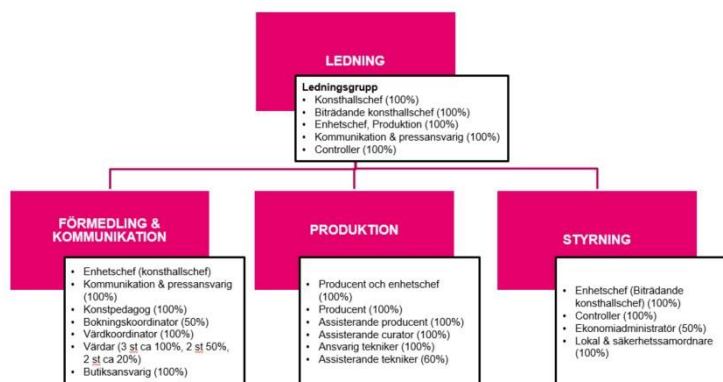 LEDNING
Ledningsgrupp
• Konsthallschef (100%)
• Biträdande konsthallschef (100%)
• Enhetschef, Produktion (100%)
• Kommunikation & pressansvarig (100%)
• Controller (100%)
FÖRMEDLING &
KOMMUNIKATION
• Enhetschef (konsthallschef)
• Kommunikation & pressansvarig
(100%)
• Konstpedagog (100%)
• Bokningskoordinator (50%)
• Värdkoordinator (100%)
• Värdar (3 st ca 100%, 2 st 50%,
2 st ca 20%)
• Butiksansvarig (100%)
PRODUKTION
• Producent och enhetschef
(100%)
• Producent (100%)
• Assisterande producent (100%)
• Assisterande curator (100%)
• Ansvarig tekniker (100%)
• Assisterande tekniker (60%)
STYRNING
• Enhetschef (Biträdande
konsthallschef) (100%)
• Controller (100%)
• Ekonomiadministratör (50%)
• Lokal & säkerhetssamordnare
(100%)